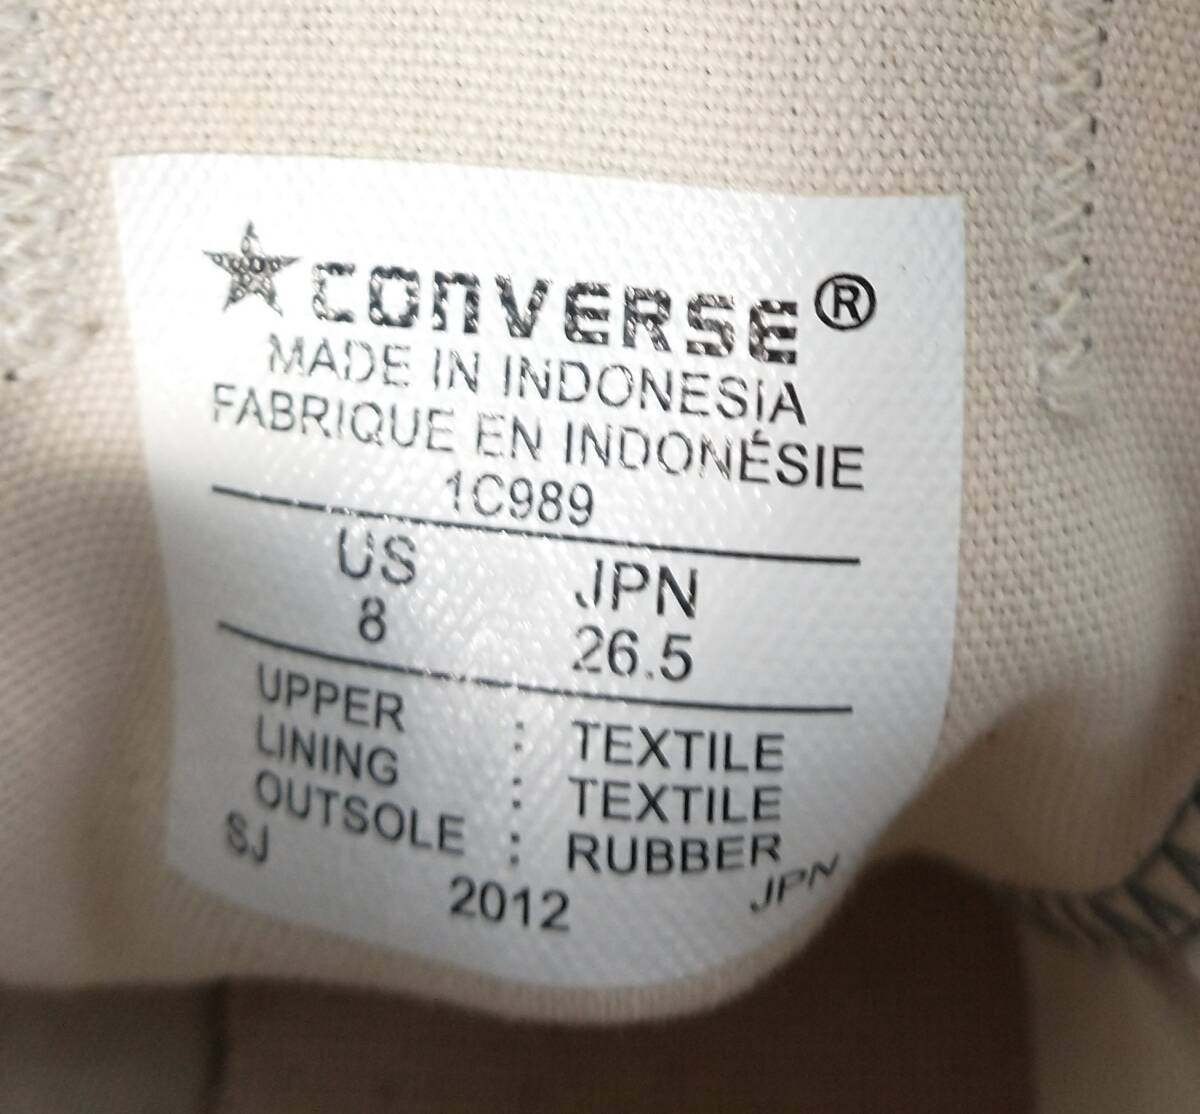 CONVERSE®
MADE IN INDONESIA
FABRIQUE EN INDONÉSIE
1C989
US JPN
8 26.5
UPPER : TEXTILE
LINING : TEXTILE
OUTSOLE : RUBBER
SJ 2012 JPN